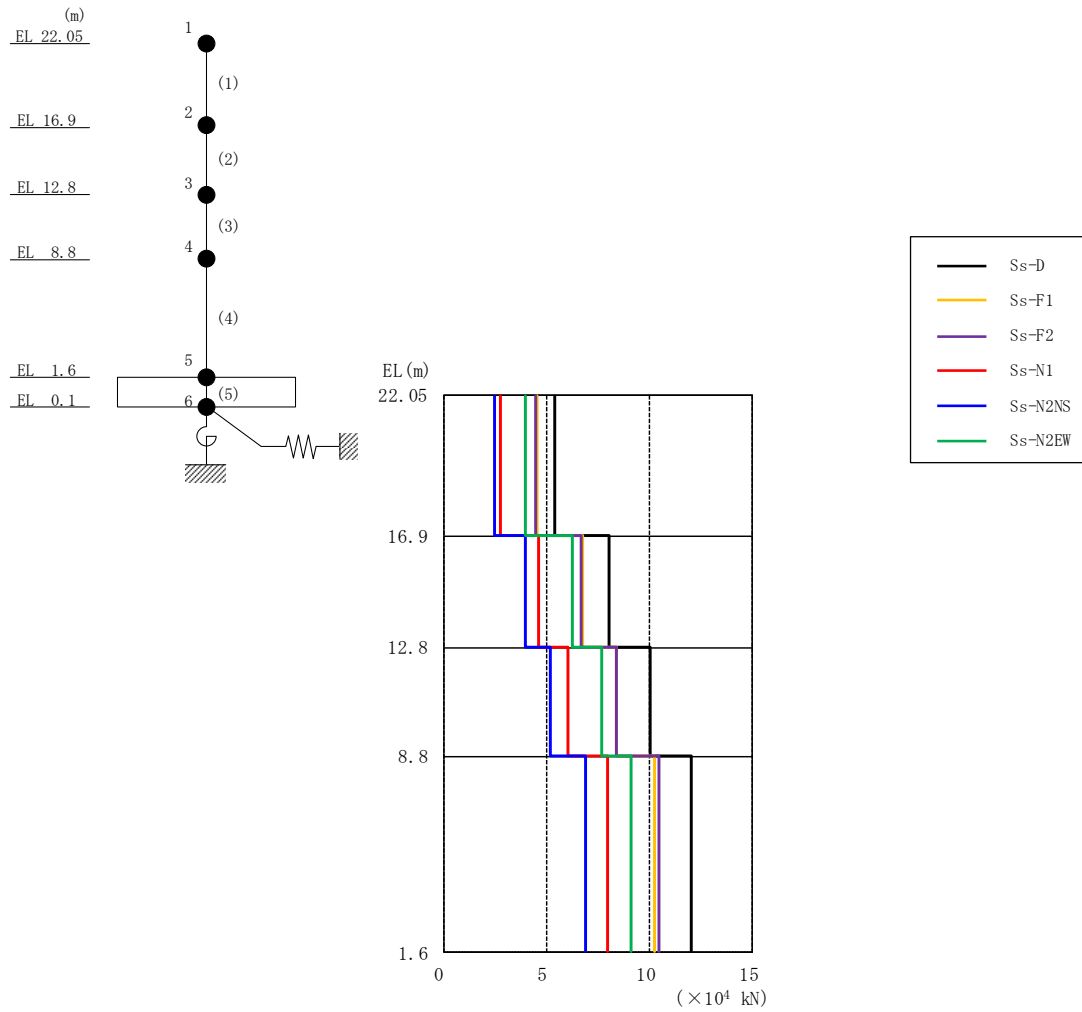 (m)
EL 22.05
EL 16.9
EL 12.8
EL 8.8
EL 1.6
EL 0.1
1
(1)
2
(2)
3
(3)
4
(4)
5
(5)
6
EL(m)
22.05
16.9
12.8
8.8
1.6
0 5 10 15
(×10⁴ kN)
Ss-D
Ss-F1
Ss-F2
Ss-N1
Ss-N2NS
Ss-N2EW